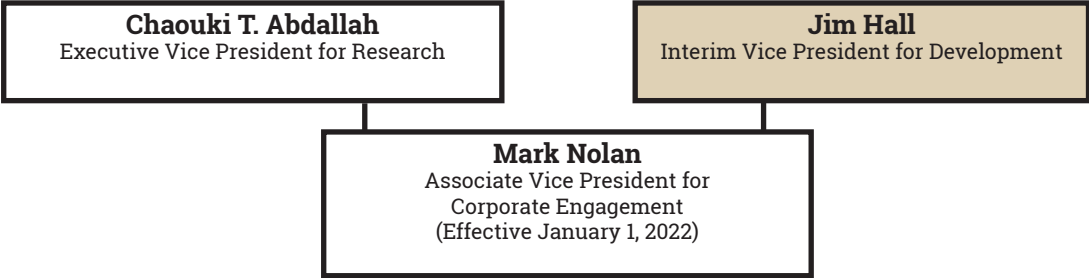 Chaouki T. Abdallah
Executive Vice President for Research
Jim Hall
Interim Vice President for Development
Mark Nolan
Associate Vice President for
Corporate Engagement
(Effective January 1, 2022)